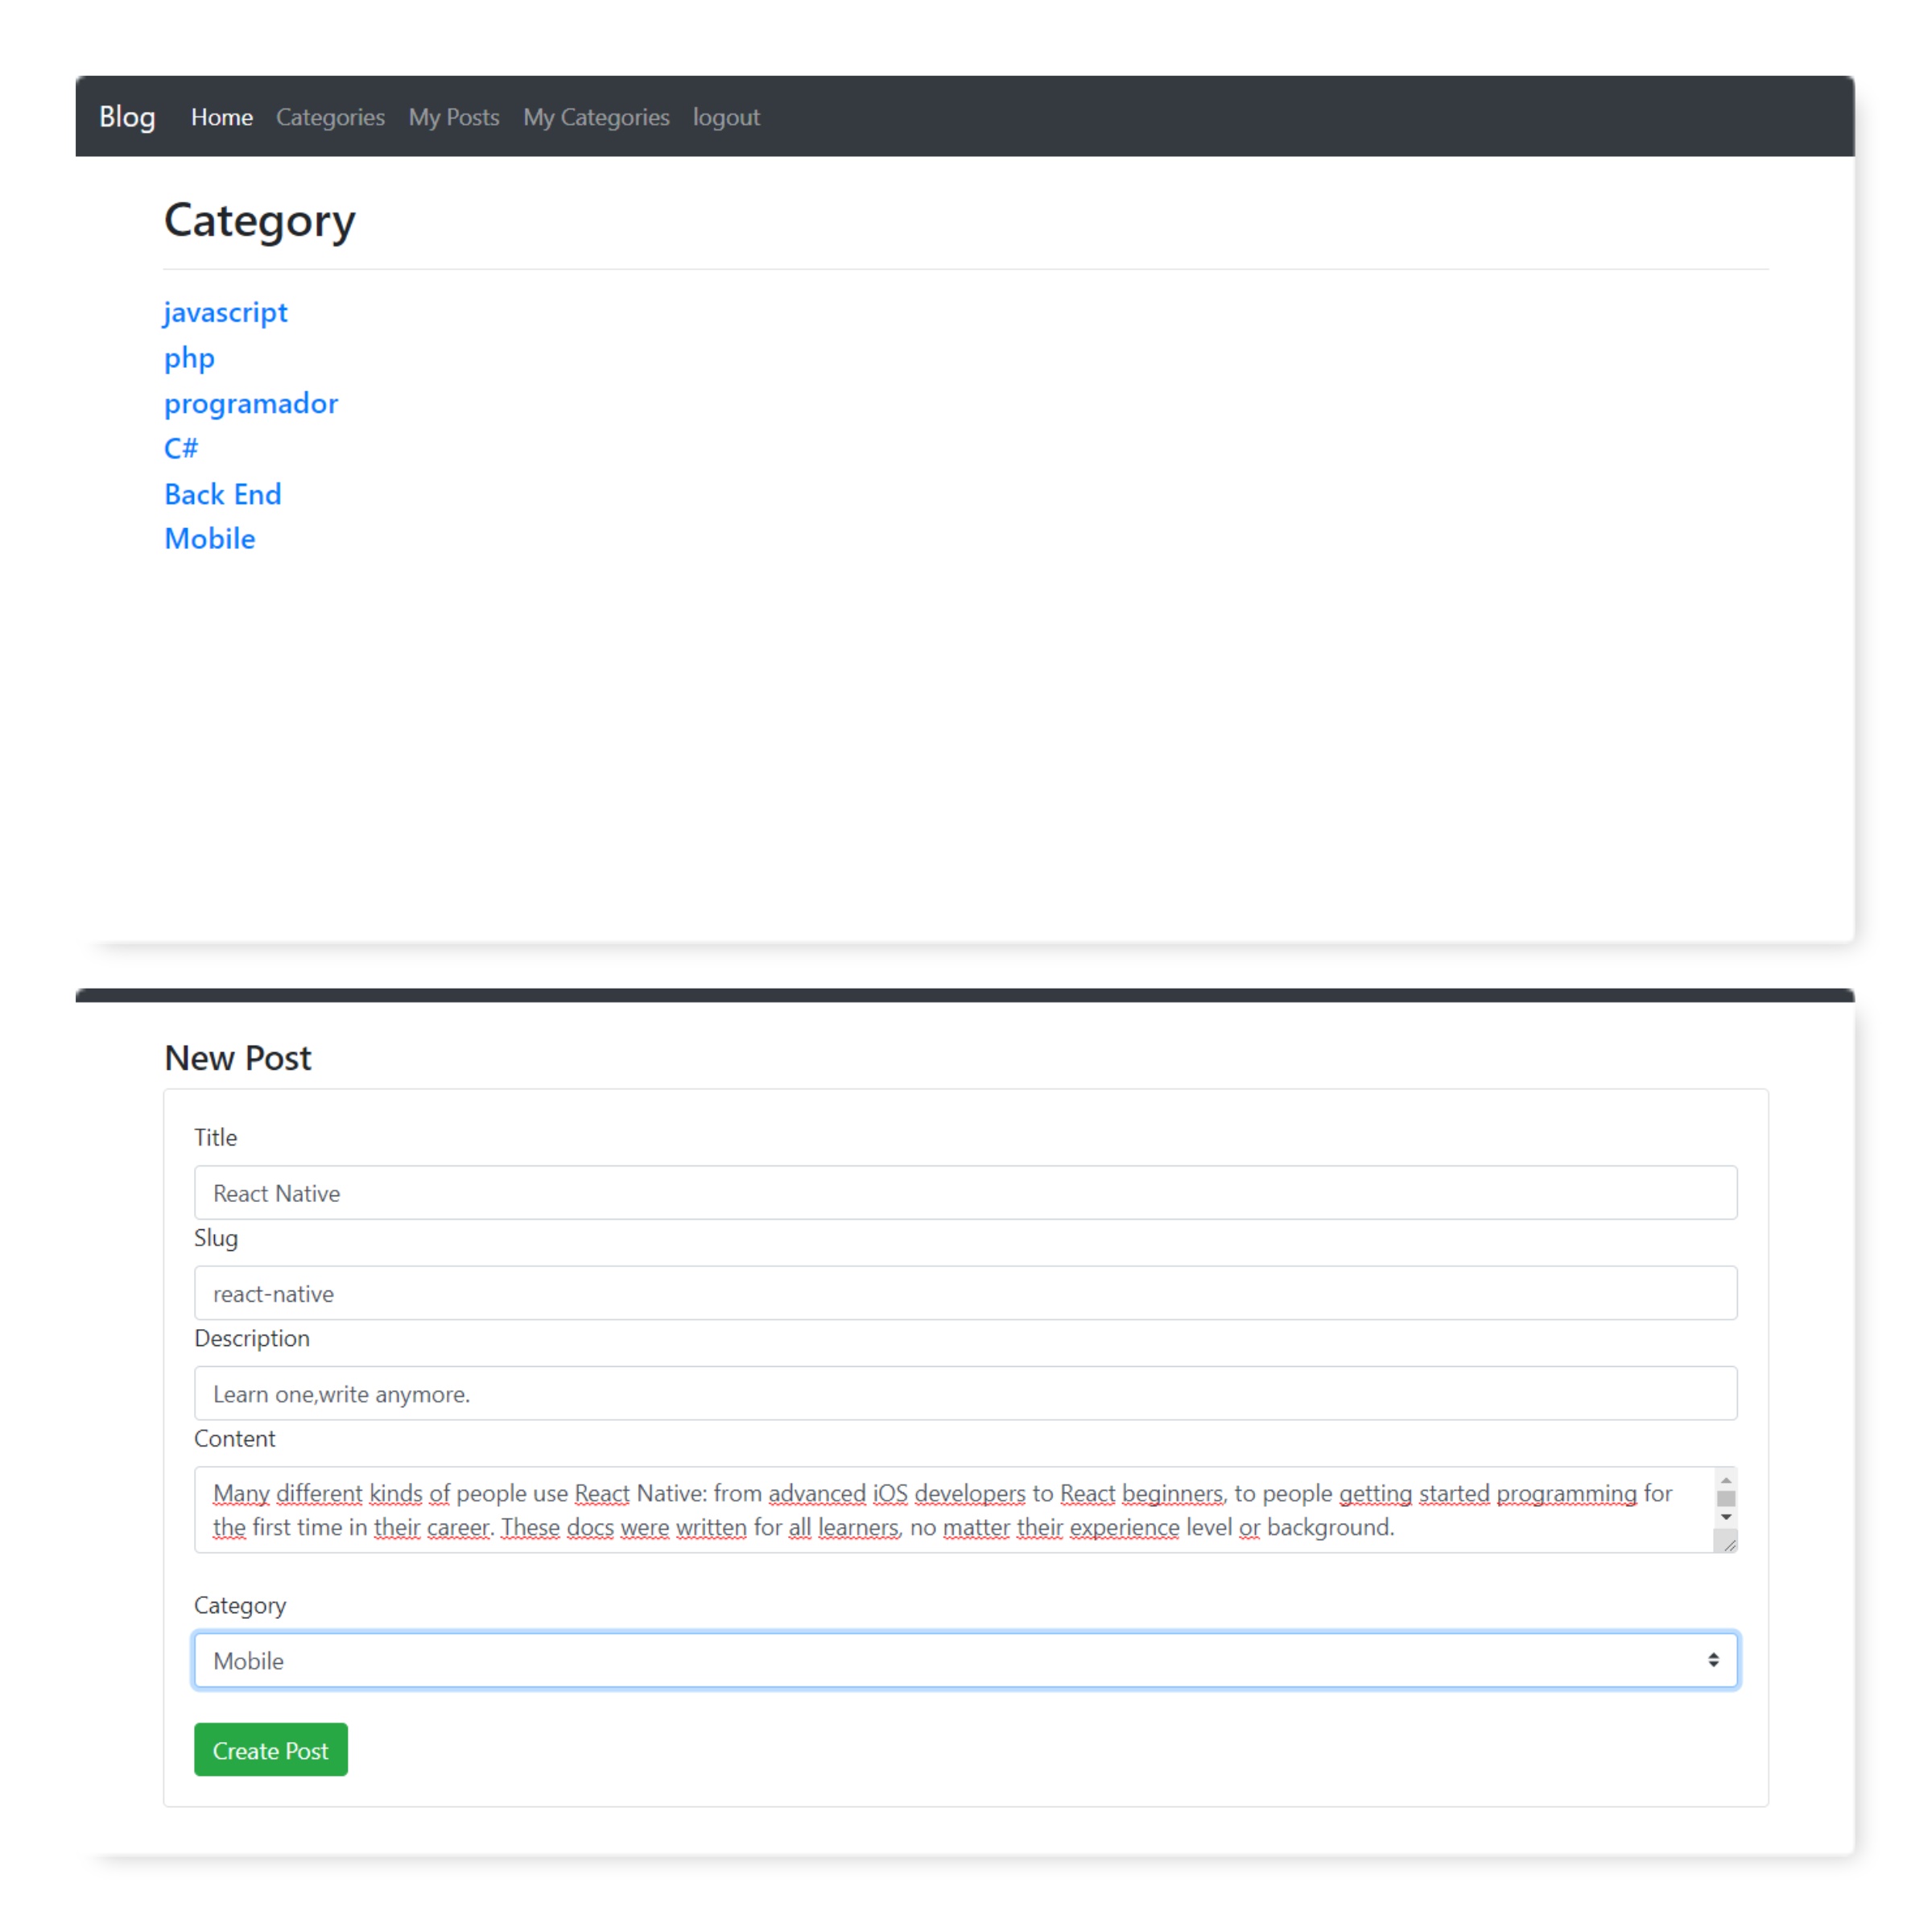 Blog Home Categories My Posts My Categories logout
Category
javascript
php
programador
C#
Back End
Mobile
New Post
Title
React Native
Slug
react-native
Description
Learn one,write anymore.
Content
Many different kinds of people use React Native: from advanced iOS developers to React beginners, to people getting started programming for
the first time in their career. These docs were written for all learners, no matter their experience level or background.
Category
Mobile
Create Post